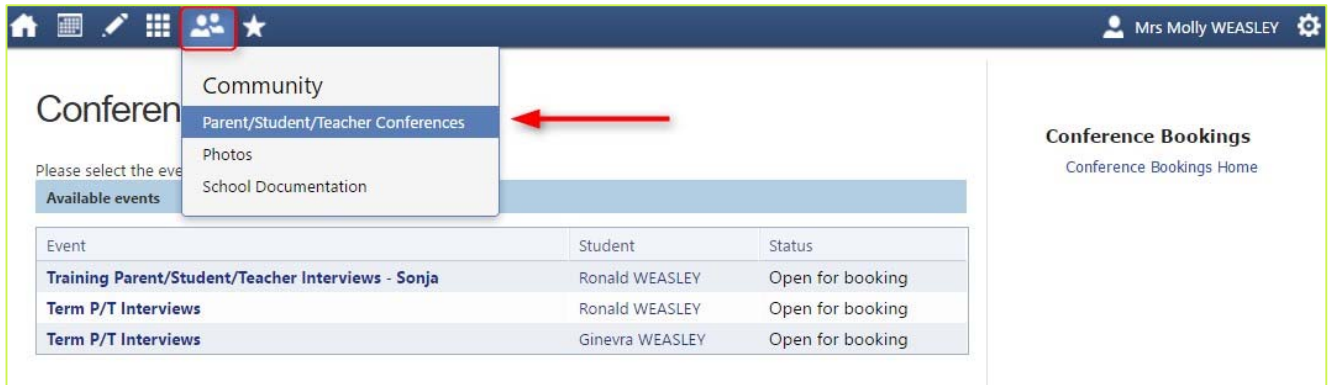 Mrs Molly WEASLEY
Community
Parent/Student/Teacher Conferences
Photos
School Documentation
Conferen
Please select the eve
Available events
Event Student Status
Training Parent/Student/Teacher Interviews - Sonja Ronald WEASLEY Open for booking
Term P/T Interviews Ronald WEASLEY Open for booking
Term P/T Interviews Ginevra WEASLEY Open for booking
Conference Bookings
Conference Bookings Home